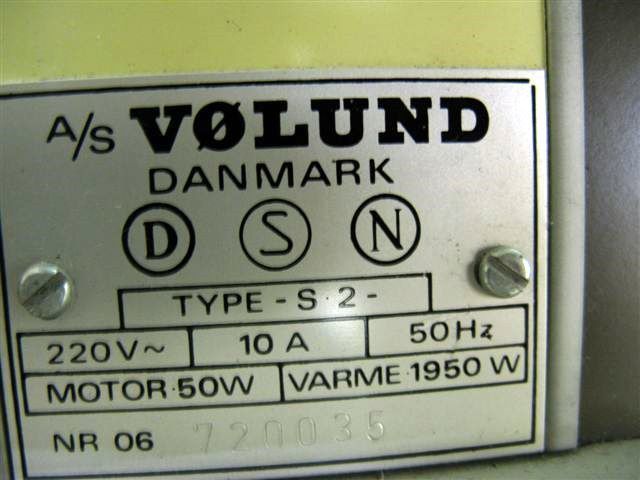 A/S VØLUND
DANMARK
D S N
TYPE - S · 2 -
220V~ 10 A 50Hz
MOTOR·50W VARME·1950 W
NR 06 720035